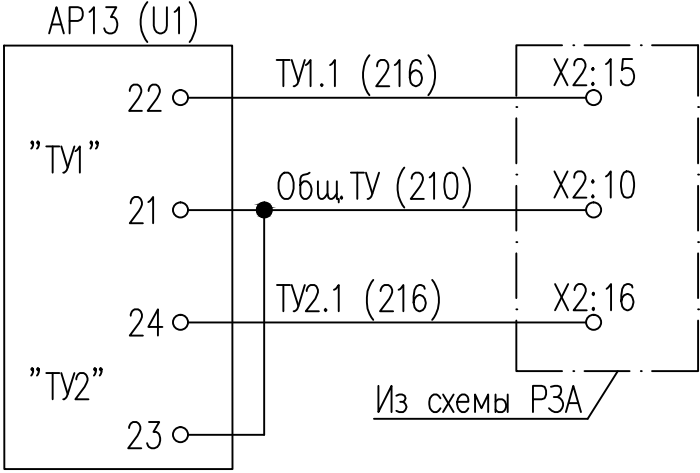 АР13 (U1)
ТУ1.1 (216)
Х2:15
22
"ТУ1"
Общ.ТУ (210)
Х2:10
21
ТУ2.1 (216)
Х2:16
24
"ТУ2"
Из схемы РЗА
23